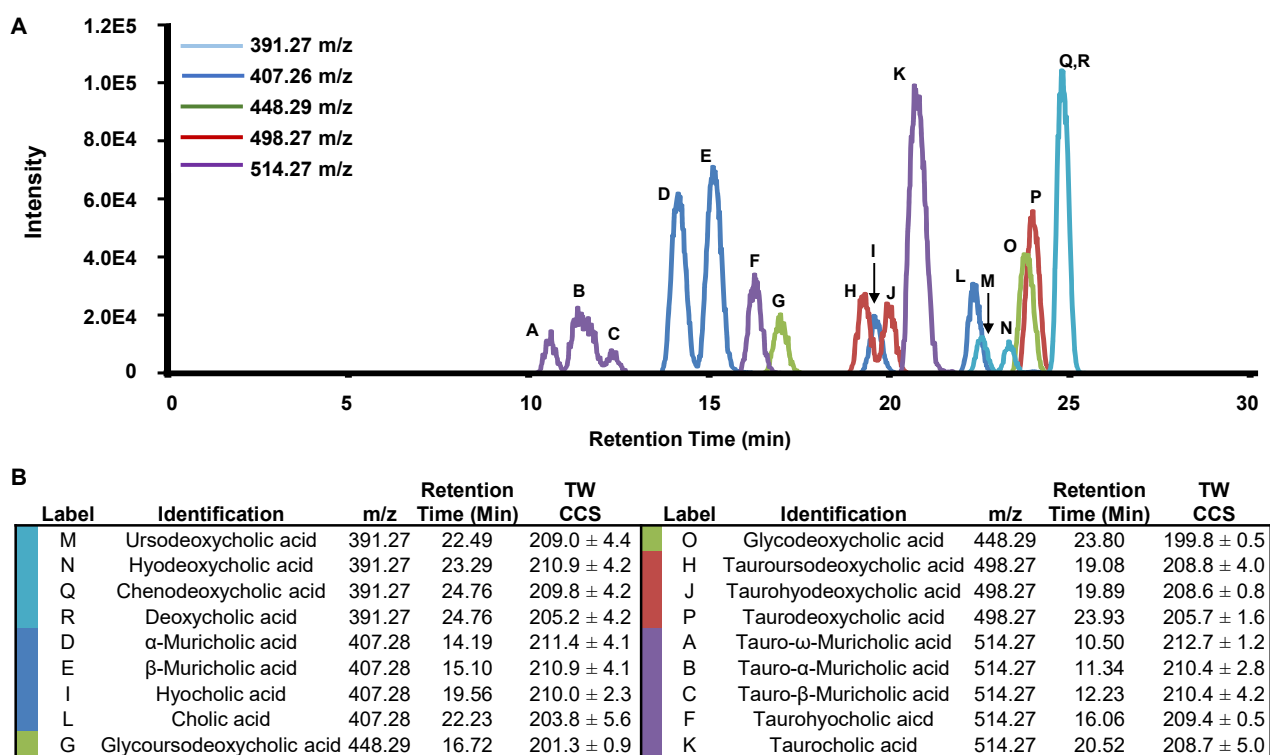 A
1.2E5
1.0E5
8.0E4
6.0E4
4.0E4
2.0E4
0
Intensity
391.27 m/z
407.26 m/z
448.29 m/z
498.27 m/z
514.27 m/z
A
B
C
D
E
F
G
H
I
J
K
L
M
N
O
P
Q,R
0 5 10 15 20 25 30
Retention Time (min)
B
Label Identification m/z Retention Time (Min) TW CCS Label Identification m/z Retention Time (Min) TW CCS
M Ursodeoxycholic acid 391.27 22.49 209.0 ± 4.4 O Glycodeoxycholic acid 448.29 23.80 199.8 ± 0.5
N Hyodeoxycholic acid 391.27 23.29 210.9 ± 4.2 H Tauroursodeoxycholic acid 498.27 19.08 208.8 ± 4.0
Q Chenodeoxycholic acid 391.27 24.76 209.8 ± 4.2 J Taurohyodeoxycholic acid 498.27 19.89 208.6 ± 0.8
R Deoxycholic acid 391.27 24.76 205.2 ± 4.2 P Taurodeoxycholic acid 498.27 23.93 205.7 ± 1.6
D α-Muricholic acid 407.28 14.19 211.4 ± 4.1 A Tauro-ω-Muricholic acid 514.27 10.50 212.7 ± 1.2
E β-Muricholic acid 407.28 15.10 210.9 ± 4.1 B Tauro-α-Muricholic acid 514.27 11.34 210.4 ± 2.8
I Hyocholic acid 407.28 19.56 210.0 ± 2.3 C Tauro-β-Muricholic acid 514.27 12.23 210.4 ± 4.2
L Cholic acid 407.28 22.23 203.8 ± 5.6 F Taurohyocholic aicd 514.27 16.06 209.4 ± 0.5
G Glycoursodeoxycholic acid 448.29 16.72 201.3 ± 0.9 K Taurocholic acid 514.27 20.52 208.7 ± 5.0